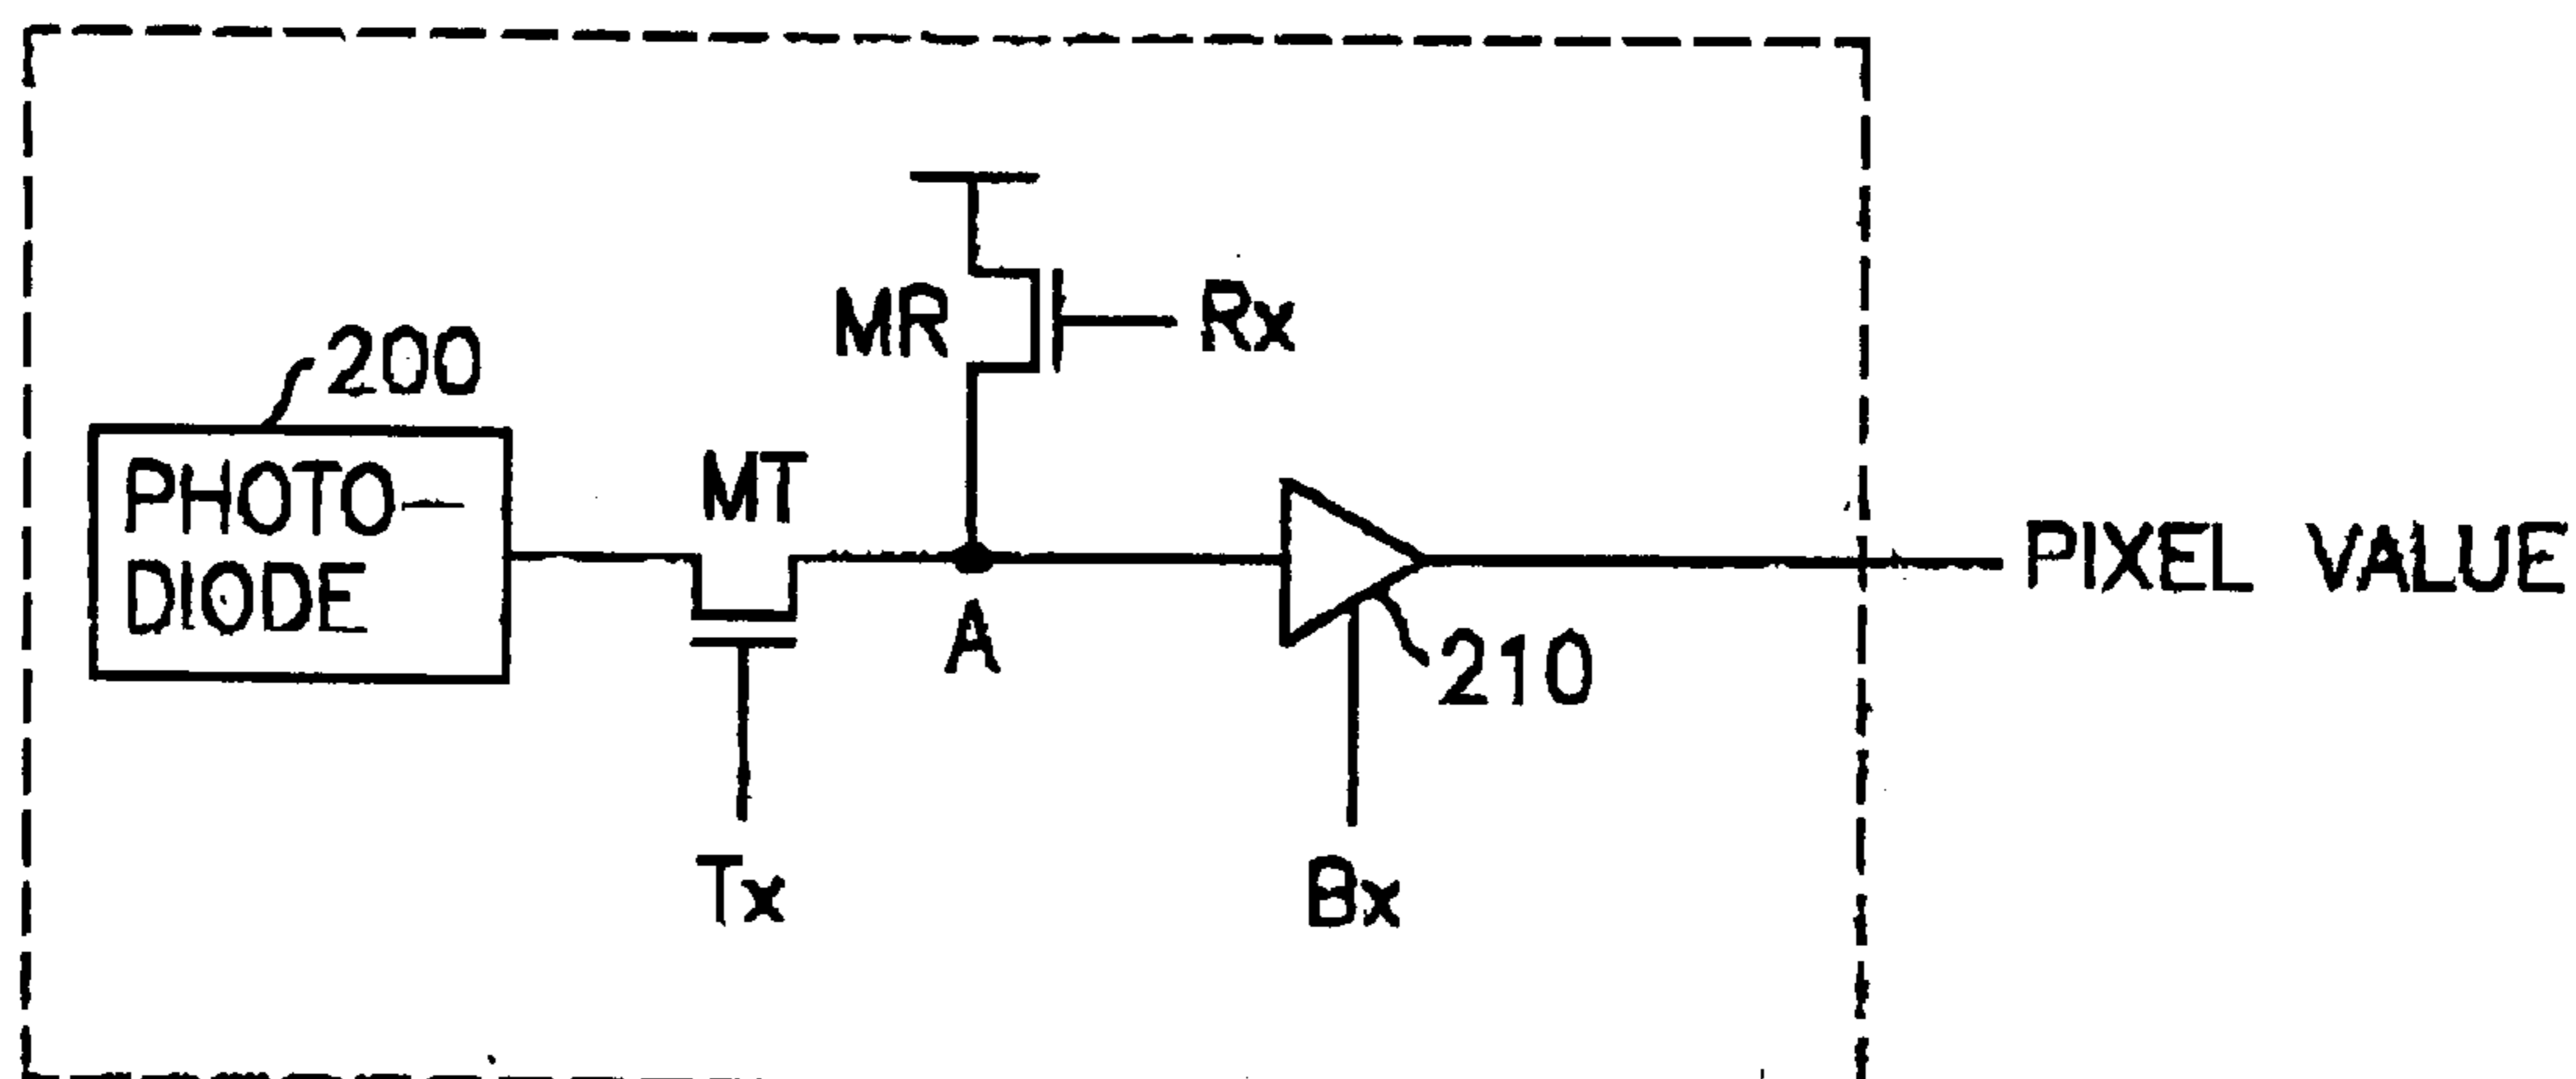 MR
Rx
200
PHOTO-
DIODE
MT
A
210
PIXEL VALUE
Tx
Bx